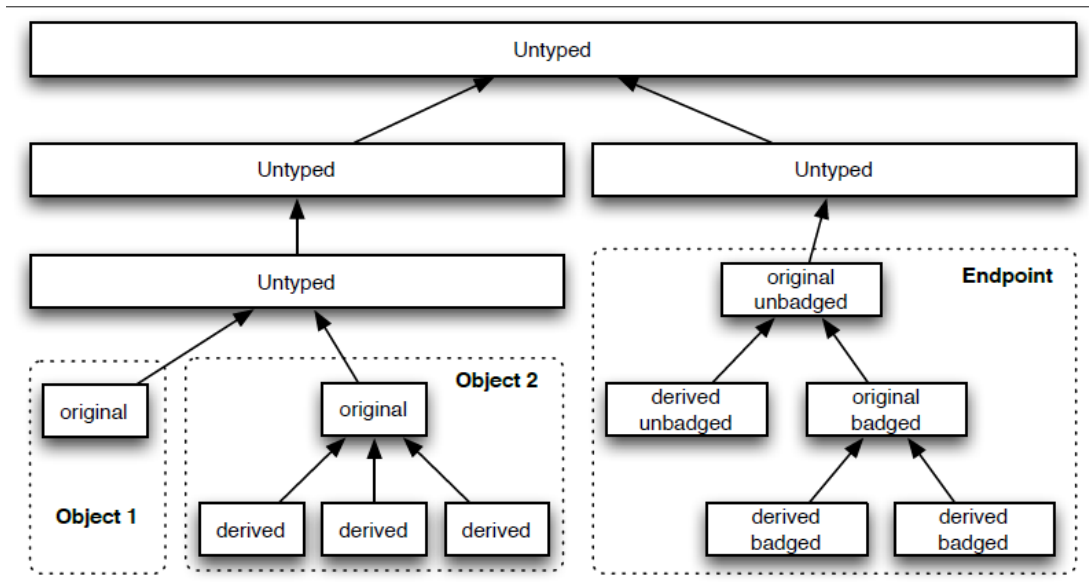 Untyped
Untyped
Untyped
Untyped
original
unbadged
Endpoint
original
Object 2
original
derived
unbadged
original
badged
Object 1
derived
derived
derived
derived
badged
derived
badged